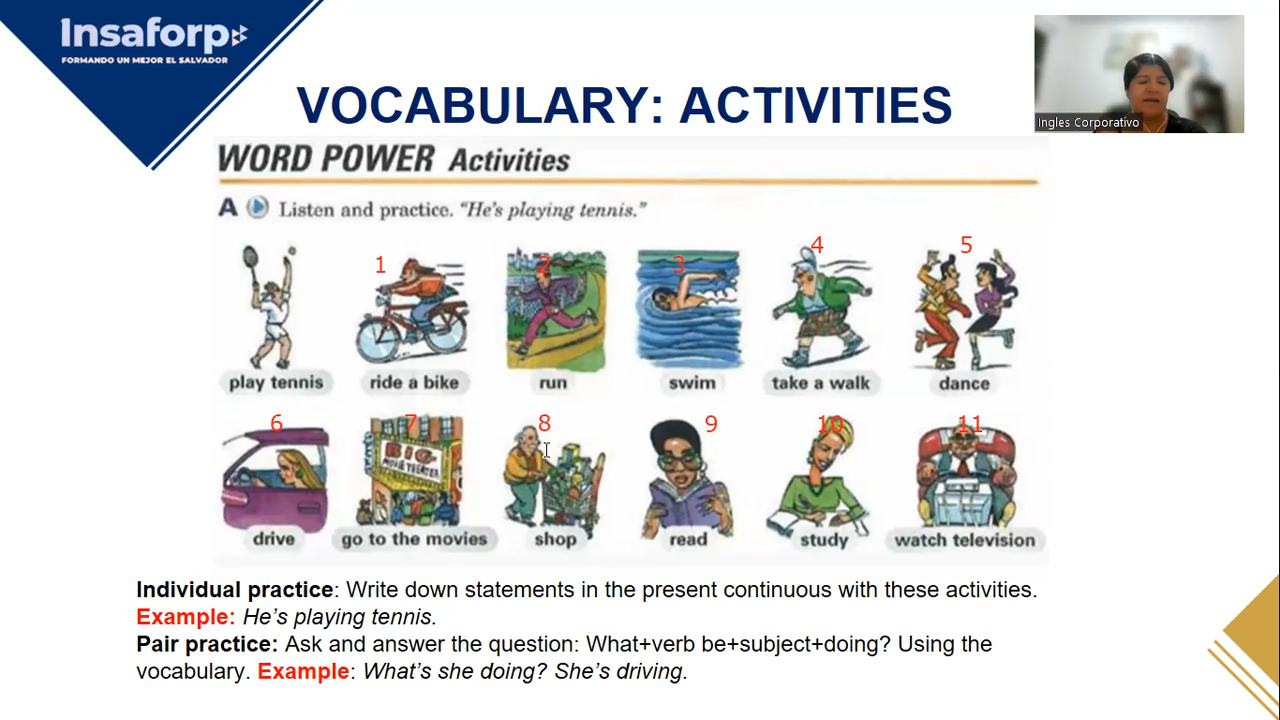 Insaforp
FORMANDO UN MEJOR EL SALVADOR
Ingles Corporativo
VOCABULARY: ACTIVITIES
WORD POWER Activities
A Listen and practice. "He's playing tennis."
1 2 3 4 5
play tennis ride a bike run swim take a walk dance
6 7 8 9 10 11
BIG
MOVIE THEATER
drive go to the movies shop read study watch television
Individual practice: Write down statements in the present continuous with these activities.
Example: He's playing tennis.
Pair practice: Ask and answer the question: What+verb be+subject+doing? Using the
vocabulary. Example: What's she doing? She's driving.